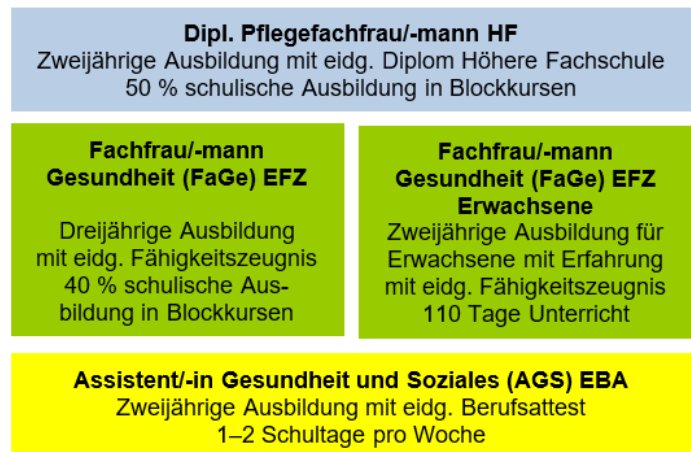 Dipl. Pflegefachfrau/-mann HF
Zweijährige Ausbildung mit eidg. Diplom Höhere Fachschule
50 % schulische Ausbildung in Blockkursen
Fachfrau/-mann
Gesundheit (FaGe) EFZ
Dreijährige Ausbildung
mit eidg. Fähigkeitszeugnis
40 % schulische Aus-
bildung in Blockkursen
Fachfrau/-mann
Gesundheit (FaGe) EFZ
Erwachsene
Zweijährige Ausbildung für
Erwachsene mit Erfahrung
mit eidg. Fähigkeitszeugnis
110 Tage Unterricht
Assistent/-in Gesundheit und Soziales (AGS) EBA
Zweijährige Ausbildung mit eidg. Berufsattest
1–2 Schultage pro Woche